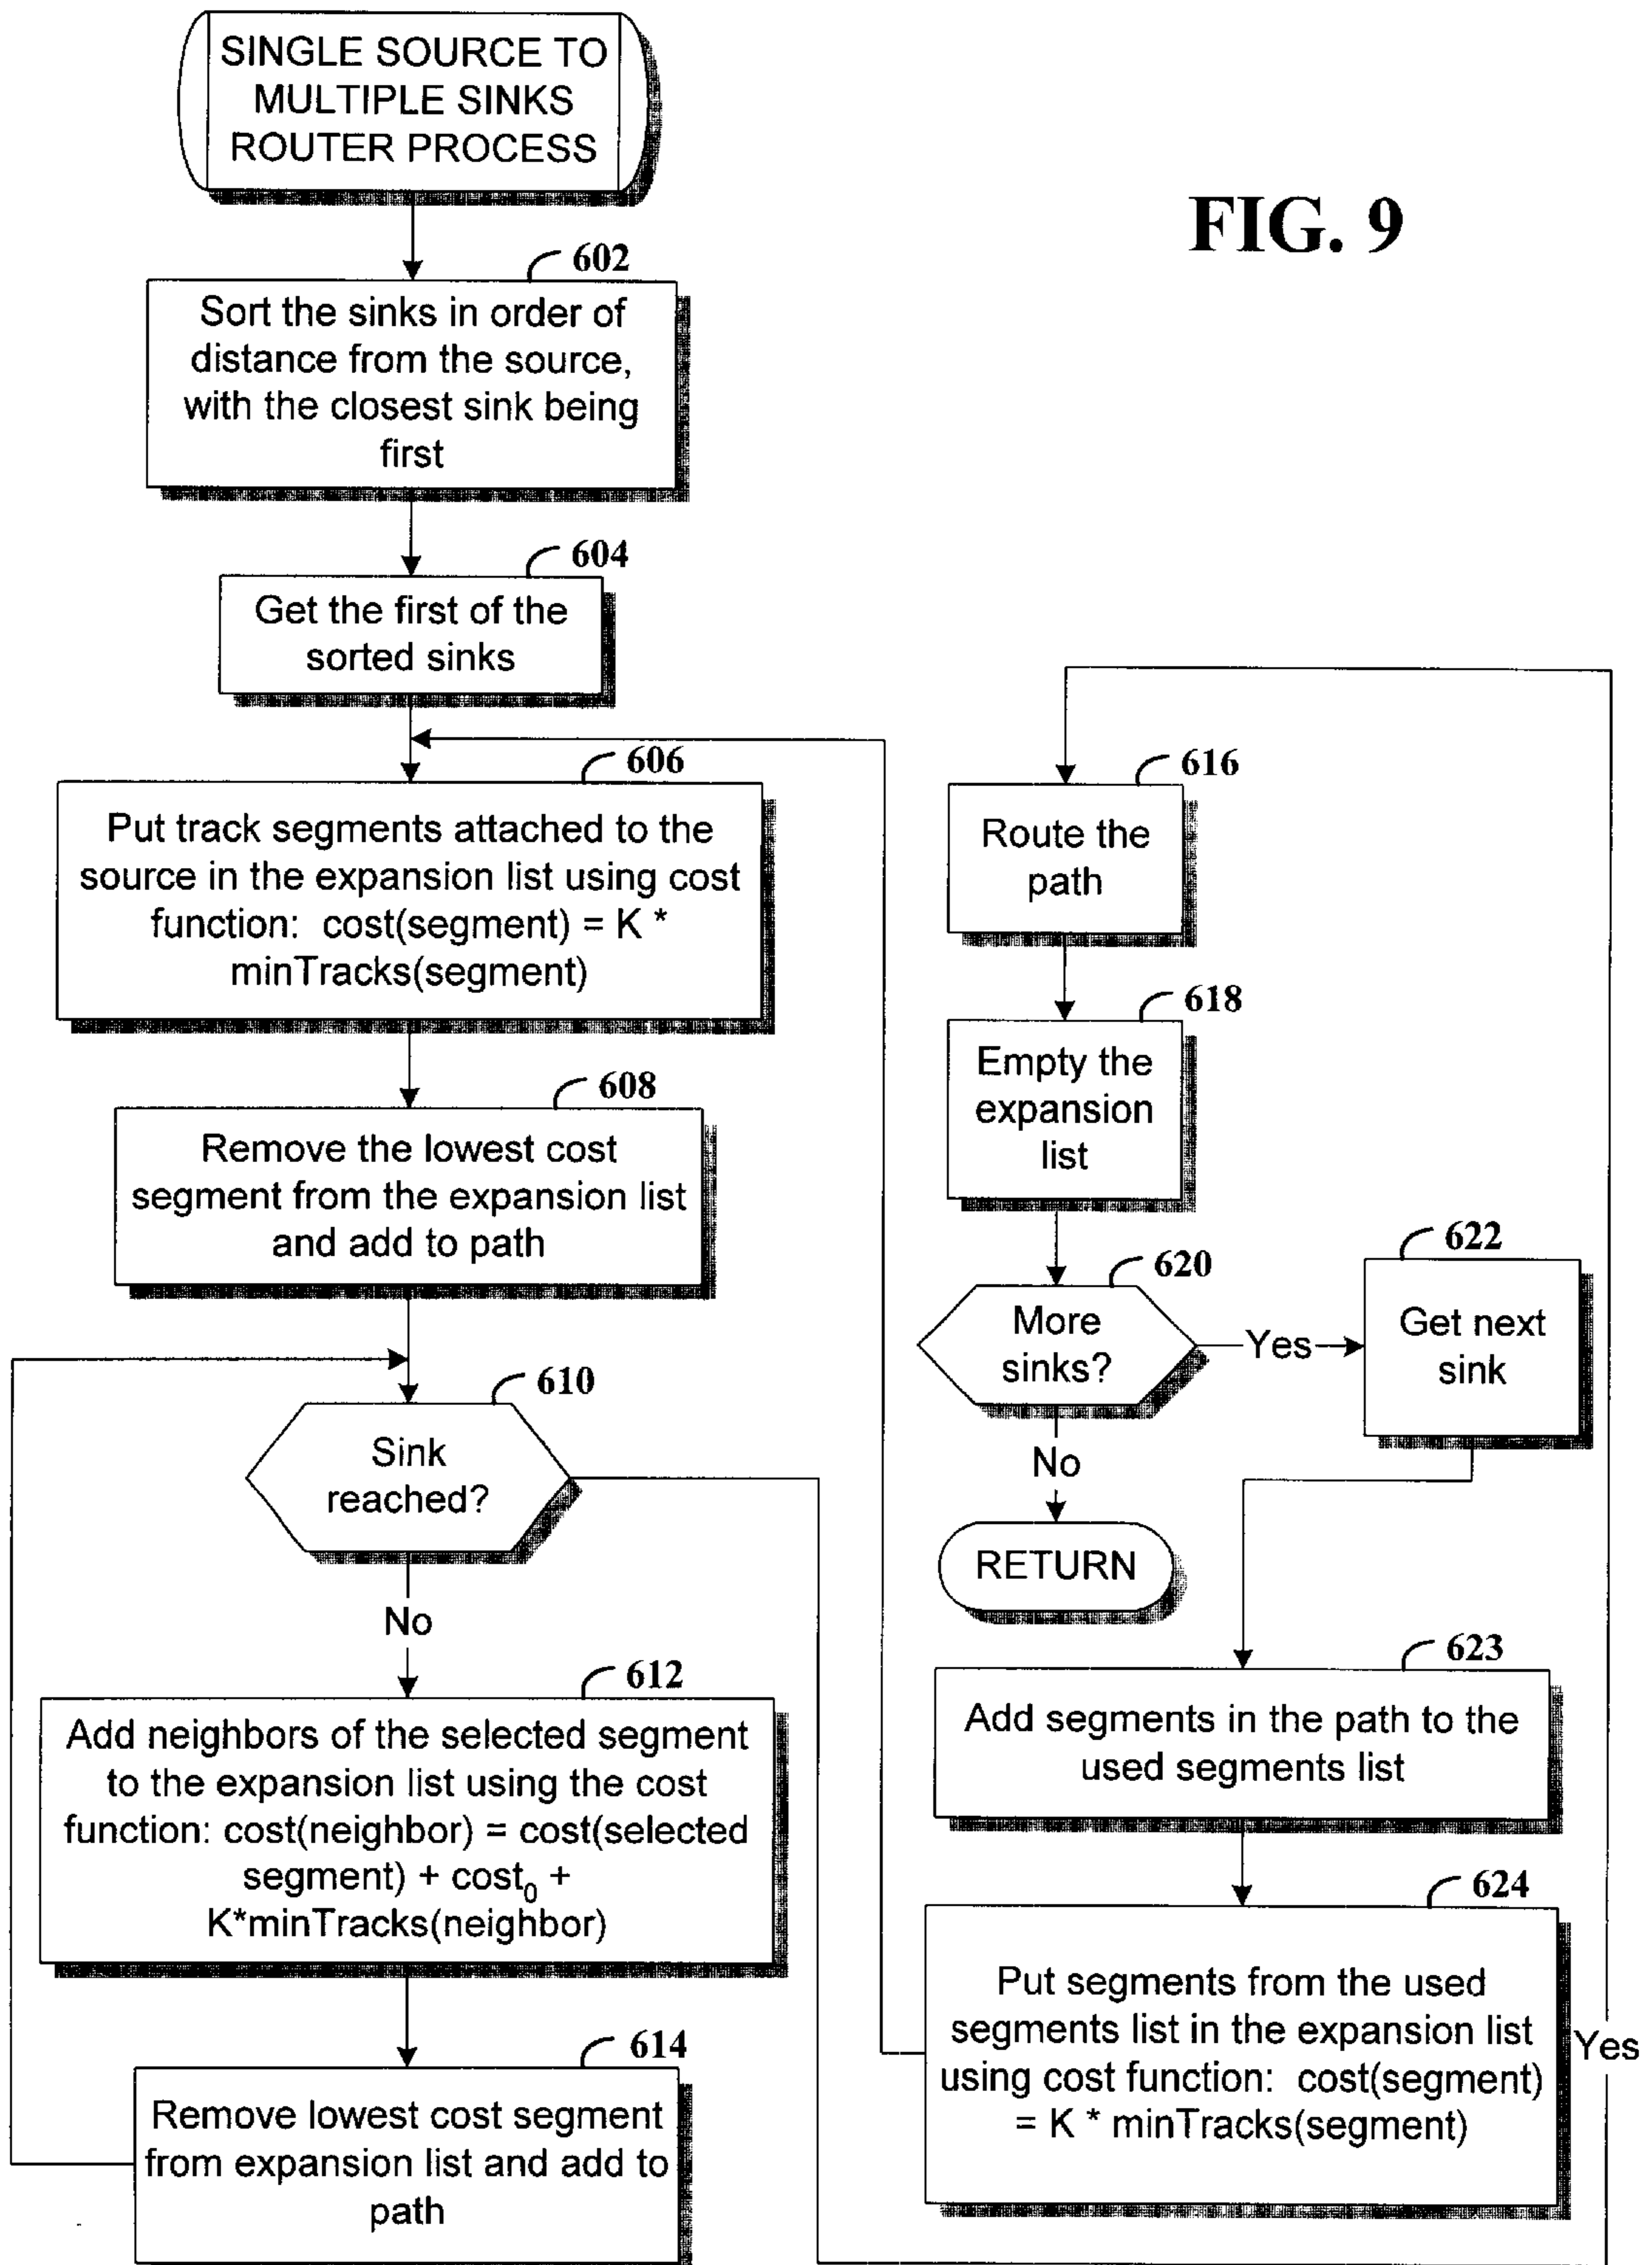 SINGLE SOURCE TO
MULTIPLE SINKS
ROUTER PROCESS
FIG. 9
602
Sort the sinks in order of
distance from the source,
with the closest sink being
first
604
Get the first of the
sorted sinks
606
Put track segments attached to the
source in the expansion list using cost
function: cost(segment) = K *
minTracks(segment)
608
Remove the lowest cost
segment from the expansion list
and add to path
610
Sink
reached?
No
612
Add neighbors of the selected segment
to the expansion list using the cost
function: cost(neighbor) = cost(selected
segment) + cost₀ +
K*minTracks(neighbor)
614
Remove lowest cost segment
from expansion list and add to
path
616
Route the
path
618
Empty the
expansion
list
620
More
sinks?
Yes
622
Get next
sink
No
RETURN
623
Add segments in the path to the
used segments list
624
Put segments from the used
segments list in the expansion list
using cost function: cost(segment)
= K * minTracks(segment)
Yes